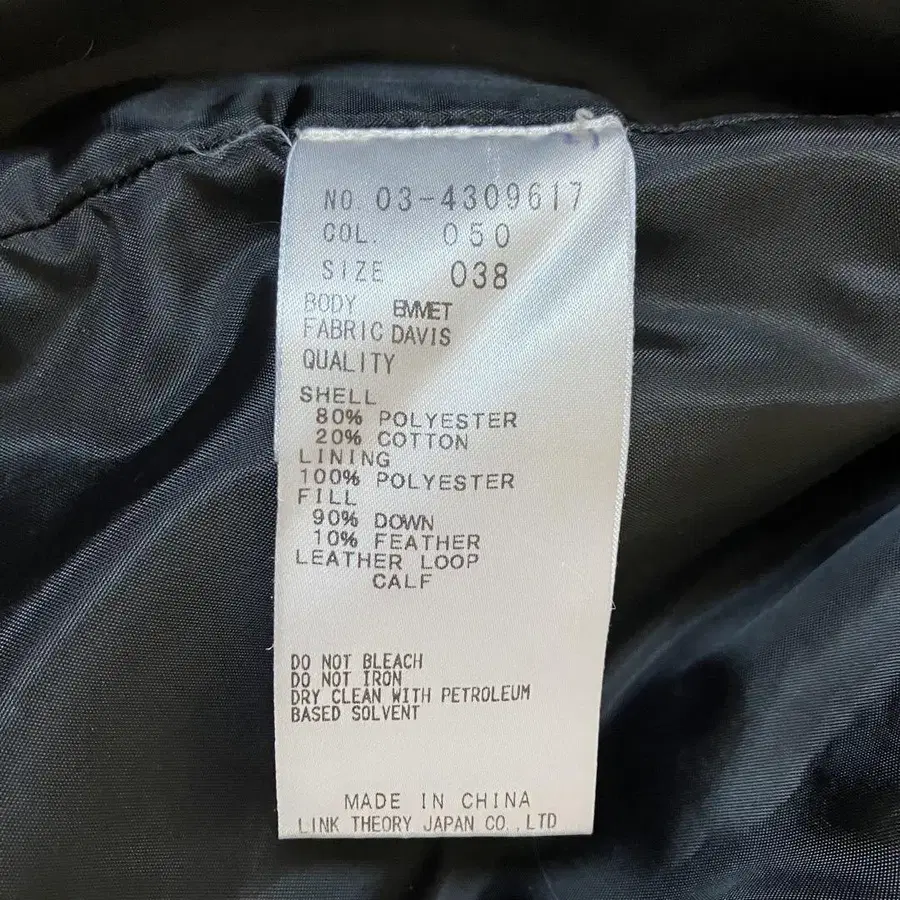 NO. 03-4309617
COL. 050
SIZE 038
BODY EMMET
FABRIC DAVIS
QUALITY
SHELL
80% POLYESTER
20% COTTON
LINING
100% POLYESTER
FILL
90% DOWN
10% FEATHER
LEATHER LOOP
CALF
DO NOT BLEACH
DO NOT IRON
DRY CLEAN WITH PETROLEUM
BASED SOLVENT
MADE IN CHINA
LINK THEORY JAPAN CO.,LTD